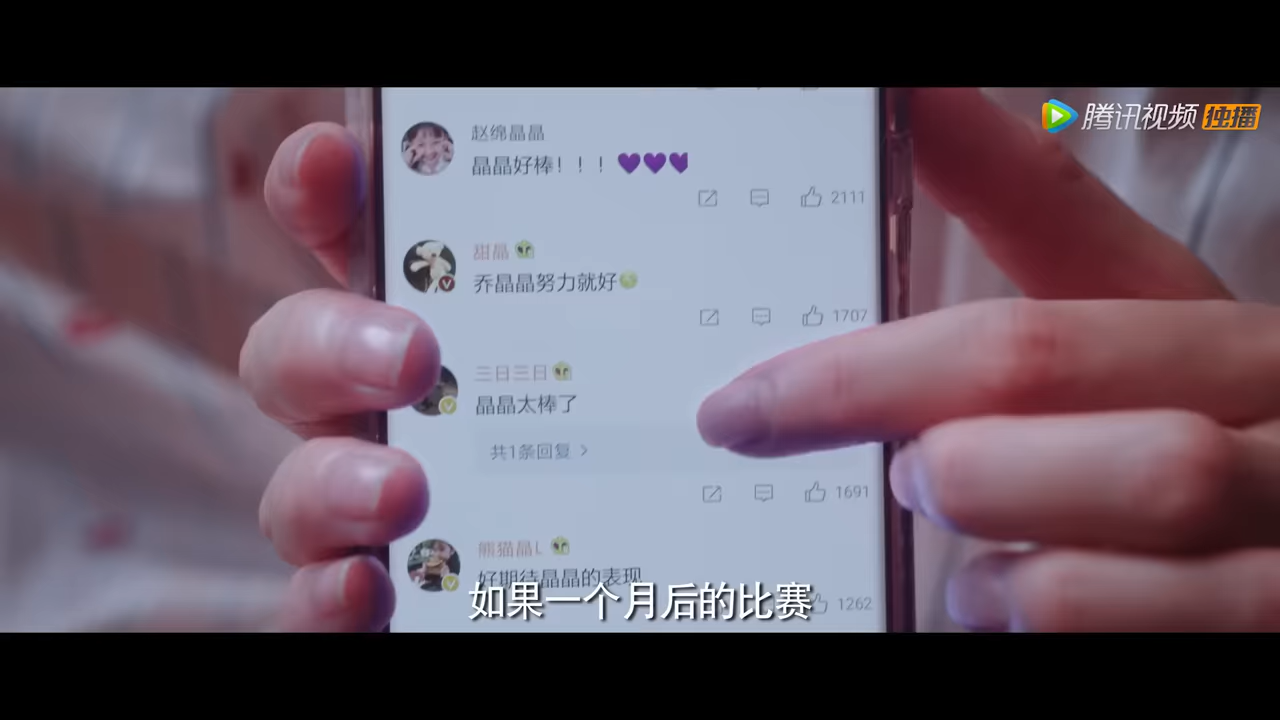 腾讯视频 独播
赵绵晶晶
晶晶好棒！！！💜💜💜
2111
甜晶
乔晶晶努力就好
1707
三日三日
晶晶太棒了
共1条回复 >
1691
熊猫晶L
好期待晶晶的表现
1262
如果一个月后的比赛